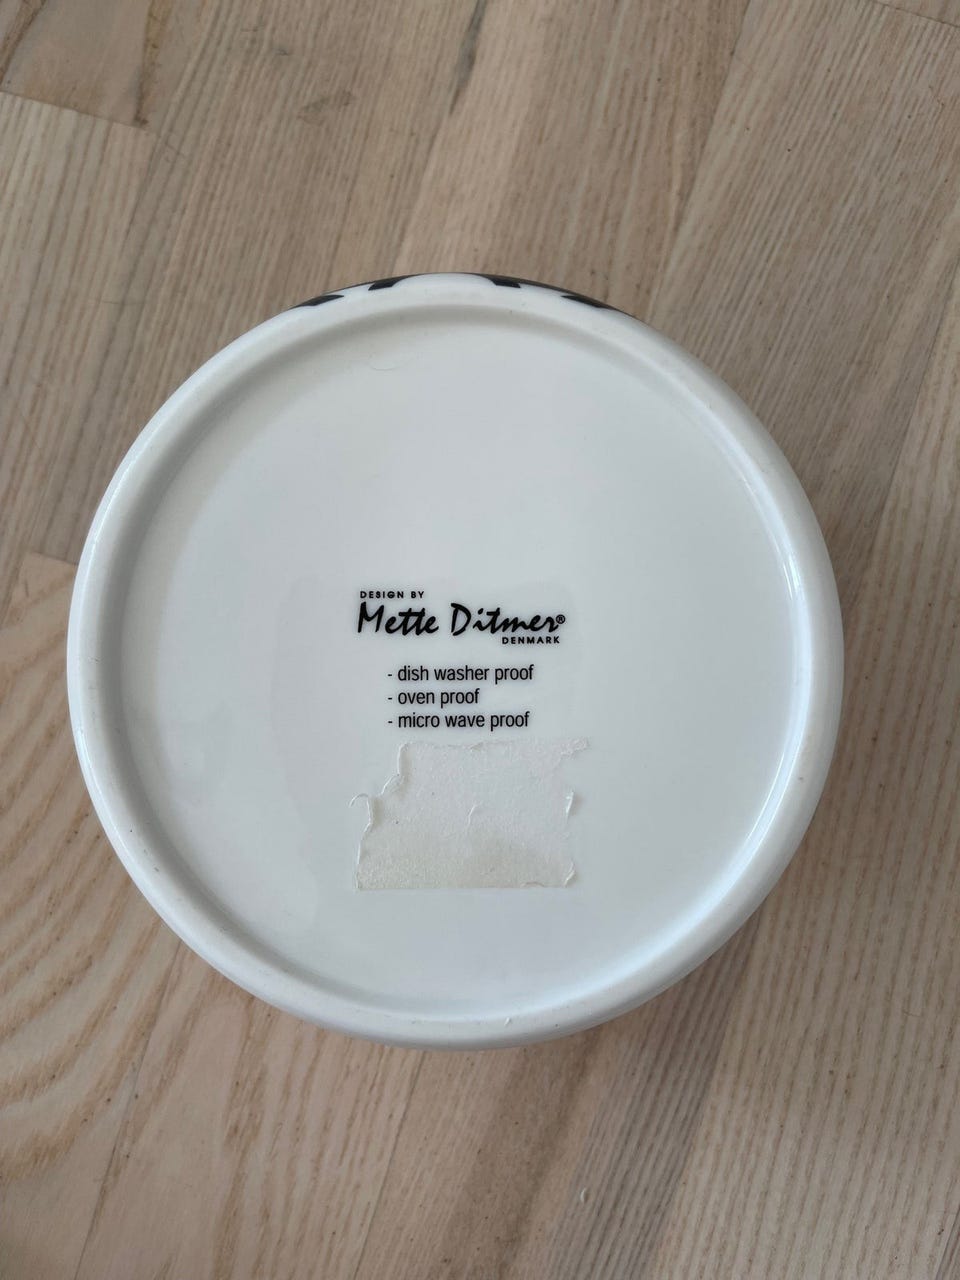 DESIGN BY
Mette Ditmer®
DENMARK
- dish washer proof
- oven proof
- micro wave proof